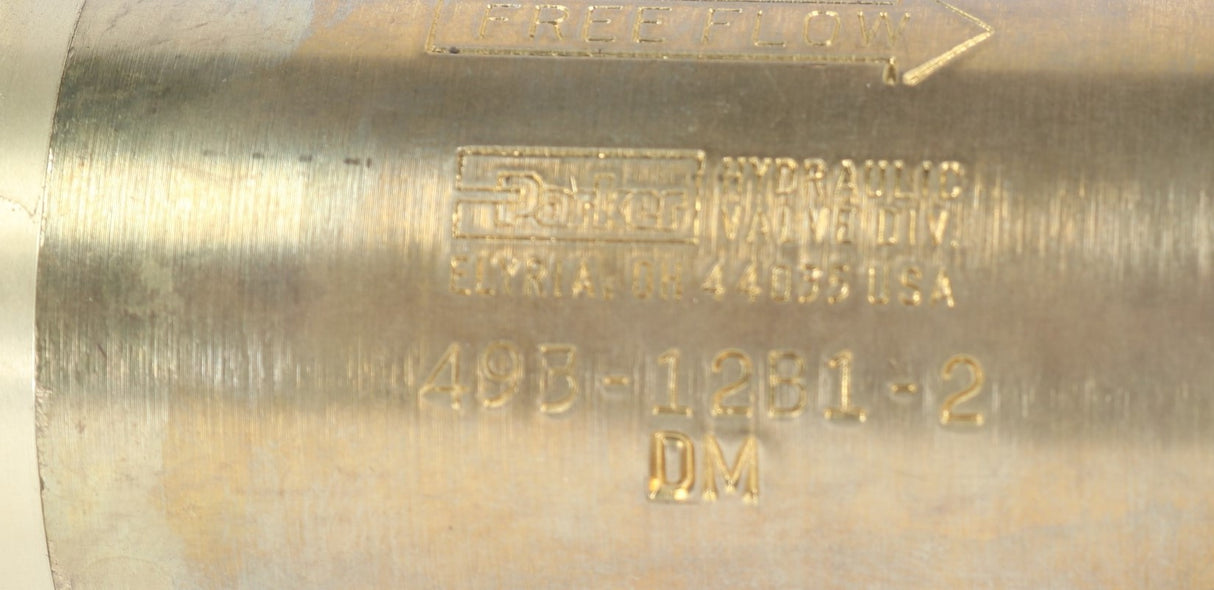 FREE FLOW
Parker HYDRAULIC
VALVE DIV.
ELYRIA, OH 44035 USA
49B-12B1-2
DM